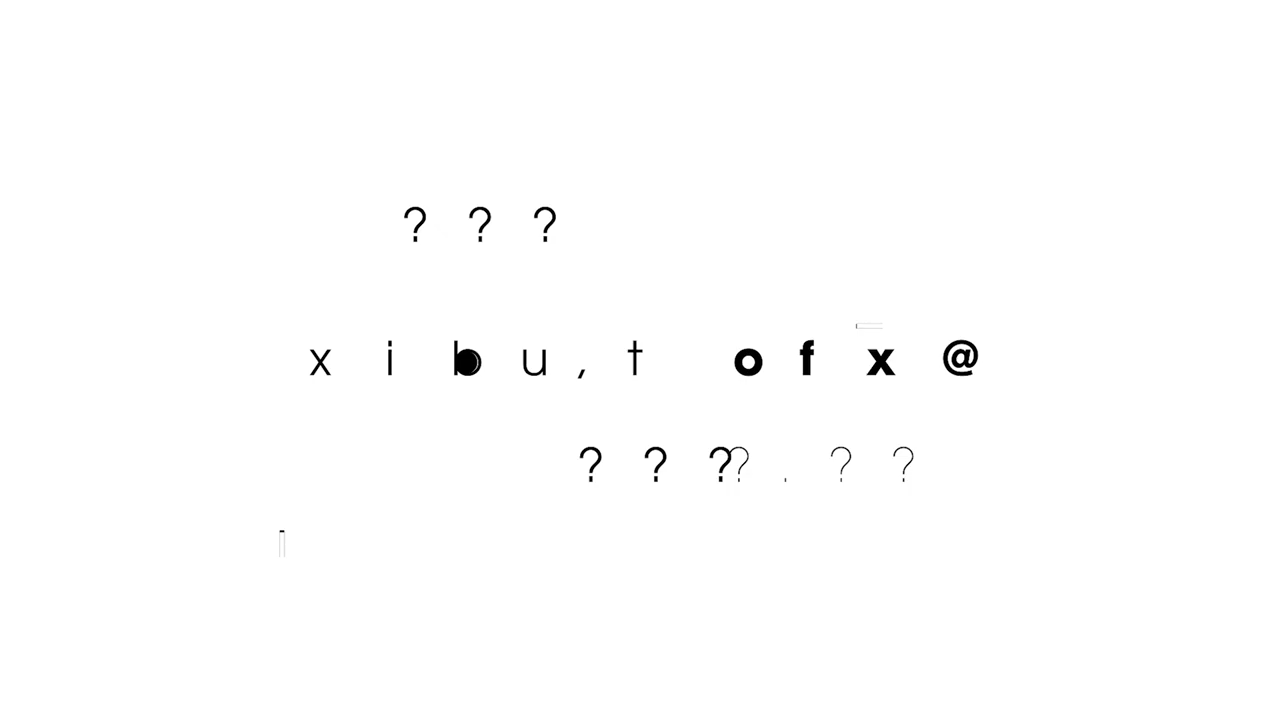 ? ? ?
x i b u , t o f x @
? ? ? ? . ? ?